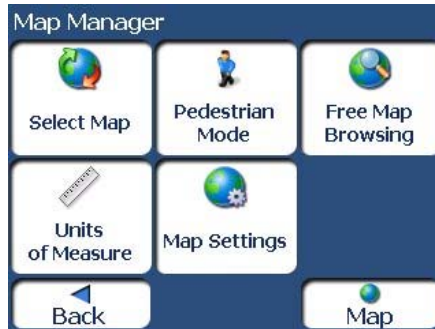 Map Manager
Select Map
Pedestrian
Mode
Free Map
Browsing
Units
of Measure
Map Settings
Back
Map